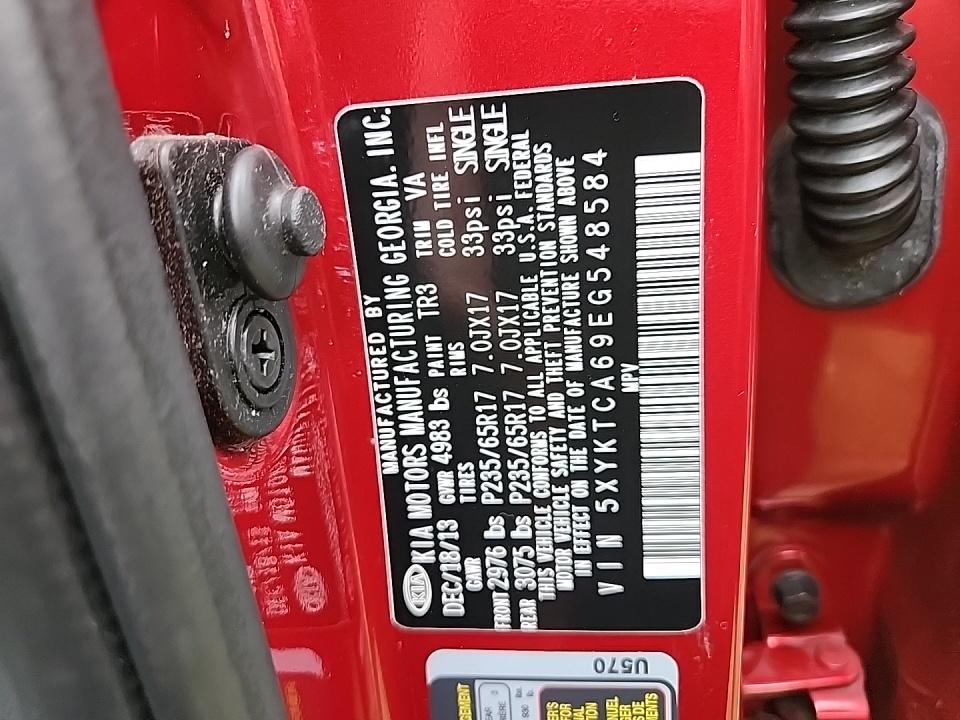 MANUFACTURED BY
KIA KIA MOTORS MANUFACTURING GEORGIA. INC.
DEC/18/13 GVWR 4983 lbs PAINT TR3 TRIM VA
GAWR TIRES RIMS COLD TIRE INFL
FRONT 2976 lbs P235/65R17 7.0JX17 33psi SINGLE
REAR 3075 lbs P235/65R17 7.0JX17 33psi SINGLE
THIS VEHICLE CONFORMS TO ALL APPLICABLE U.S.A. FEDERAL
MOTOR VEHICLE SAFETY AND THEFT PREVENTION STANDARDS
IN EFFECT ON THE DATE OF MANUFACTURE SHOWN ABOVE
VIN 5XYKTCA69EG548584
MPV
U570